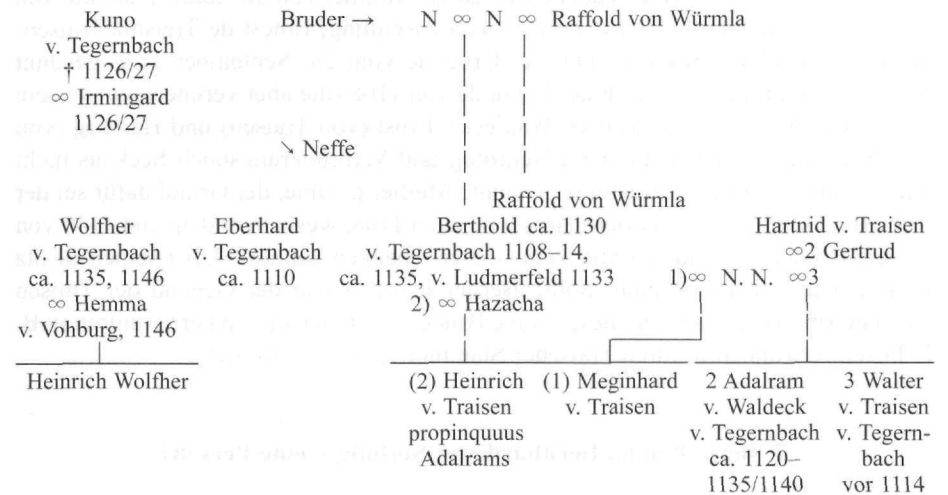 Kuno Bruder → N ∞ N ∞ Raffold von Würmla
v. Tegernbach
† 1126/27
∞ Irmingard
1126/27
↘ Neffe
Raffold von Würmla
Wolfher Eberhard Berthold ca. 1130 Hartnid v. Traisen
v. Tegernbach v. Tegernbach v. Tegernbach 1108–14, ∞2 Gertrud
ca. 1135, 1146 ca. 1110 ca. 1135, v. Ludmerfeld 1133 1) ∞ N. N. ∞3
∞ Herg. 2) ∞ Hazacha
v. Vohburg, 1146
Heinrich Wolfher (2) Heinrich (1) Meginhard 2 Adalram 3 Walter
v. Traisen v. Traisen v. Waldeck v. Traisen
propinquuus v. Tegernbach v. Tegern-
Adalrams ca. 1120– bach
1135/1140 vor 1114